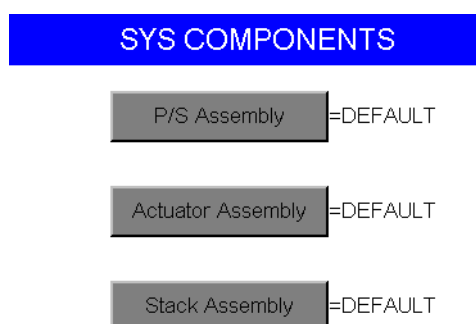 SYS COMPONENTS
P/S Assembly =DEFAULT
Actuator Assembly =DEFAULT
Stack Assembly =DEFAULT